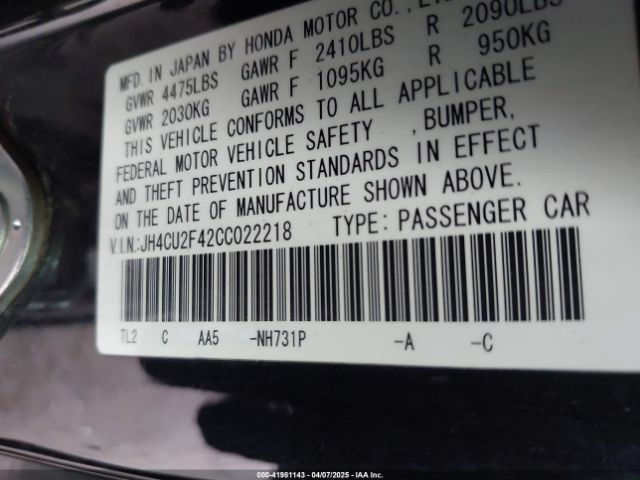 MFD. IN JAPAN BY HONDA MOTOR CO.,
GVWR 4475LBS GAWR F 2410LBS R 2090LBS
GVWR 2030KG GAWR F 1095KG R 950KG
THIS VEHICLE CONFORMS TO ALL APPLICABLE
FEDERAL MOTOR VEHICLE SAFETY , BUMPER,
AND THEFT PREVENTION STANDARDS IN EFFECT
ON THE DATE OF MANUFACTURE SHOWN ABOVE.
V.I.N.:JH4CU2F42CC022218 TYPE: PASSENGER CAR
TL2 C AA5 -NH731P -A -C
000-41981143 - 04/07/2025 - IAA Inc.